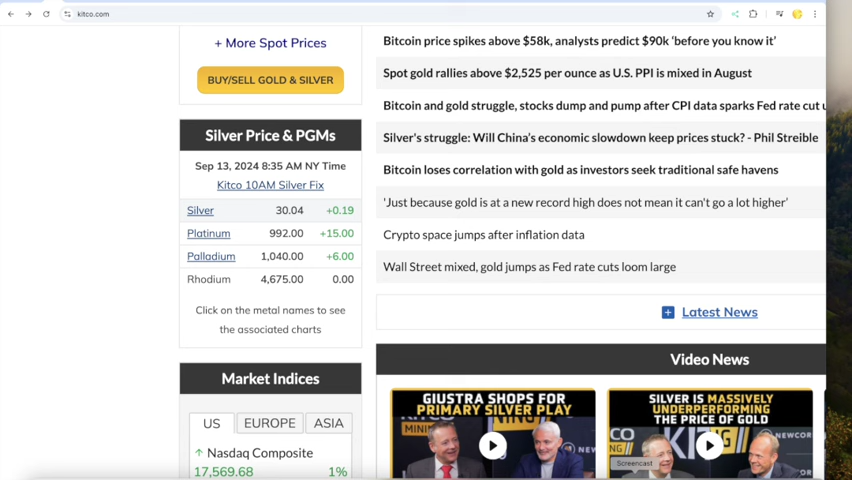 kitco.com
+ More Spot Prices
BUY/SELL GOLD & SILVER
Silver Price & PGMs
Sep 13, 2024 8:35 AM NY Time
Kitco 10AM Silver Fix
Silver 30.04 +0.19
Platinum 992.00 +15.00
Palladium 1,040.00 +6.00
Rhodium 4,675.00 0.00
Click on the metal names to see
the associated charts
Market Indices
US EUROPE ASIA
Nasdaq Composite
17,569.68 1%
Bitcoin price spikes above $58k, analysts predict $90k ‘before you know it’
Spot gold rallies above $2,525 per ounce as U.S. PPI is mixed in August
Bitcoin and gold struggle, stocks dump and pump after CPI data sparks Fed rate cut
Silver's struggle: Will China’s economic slowdown keep prices stuck? - Phil Streible
Bitcoin loses correlation with gold as investors seek traditional safe havens
'Just because gold is at a new record high does not mean it can't go a lot higher'
Crypto space jumps after inflation data
Wall Street mixed, gold jumps as Fed rate cuts loom large
Latest News
Video News
GIUSTRA SHOPS FOR
PRIMARY SILVER PLAY
SILVER IS MASSIVELY
UNDERPERFORMING
THE PRICE OF GOLD
Screencast